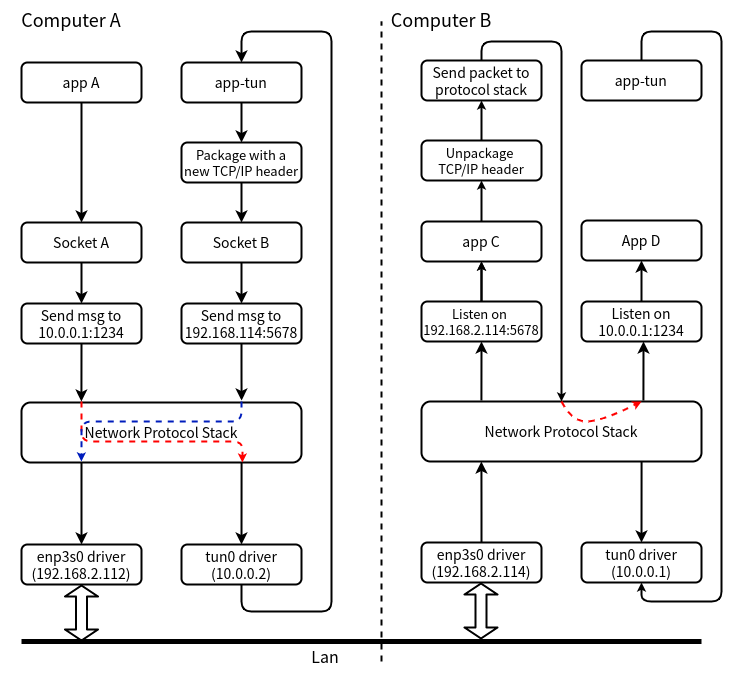 Computer A
Computer B
app A
app-tun
Package with a
new TCP/IP header
Socket A
Socket B
Send msg to
10.0.0.1:1234
Send msg to
192.168.114:5678
Network Protocol Stack
enp3s0 driver
(192.168.2.112)
tun0 driver
(10.0.0.2)
Send packet to
protocol stack
app-tun
Unpackage
TCP/IP header
app C
App D
Listen on
192.168.2.114:5678
Listen on
10.0.0.1:1234
Network Protocol Stack
enp3s0 driver
(192.168.2.114)
tun0 driver
(10.0.0.1)
Lan